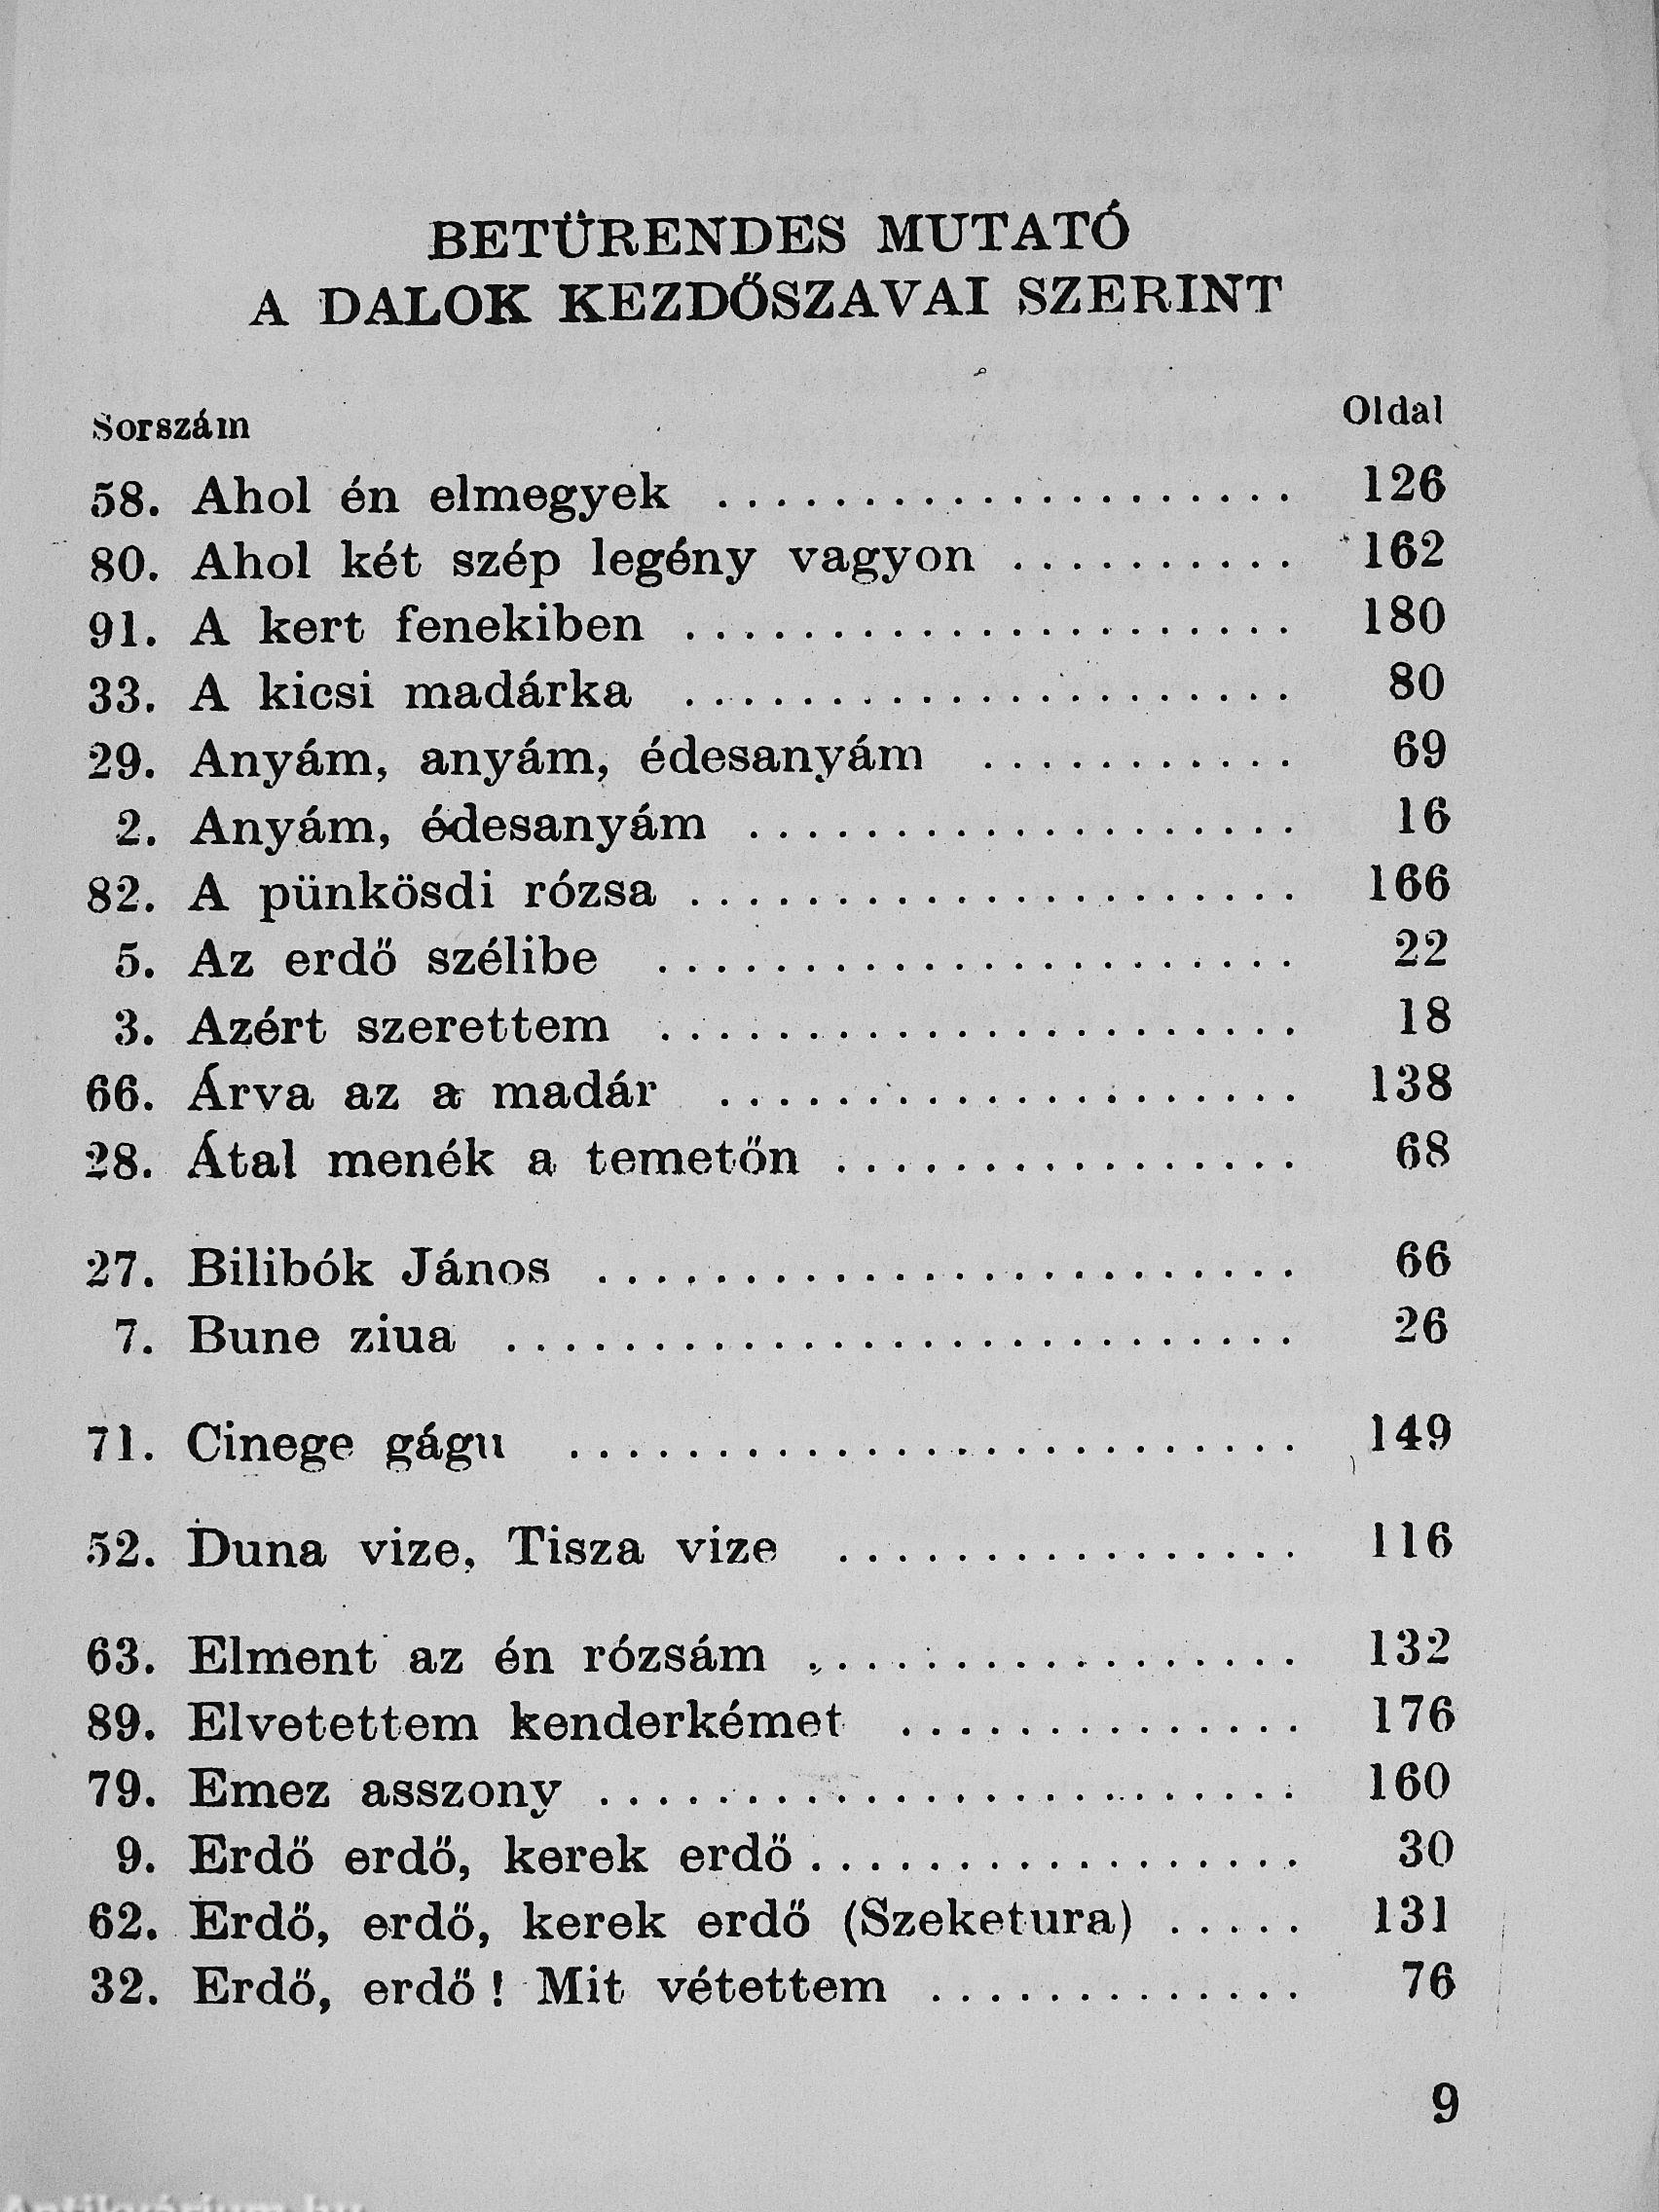 BETÜRENDES MUTATÓ
A DALOK KEZDŐSZAVAI SZERINT
Sorszám Oldal
58. Ahol én elmegyek .................... 126
80. Ahol két szép legény vagyon .......... 162
91. A kert fenekiben ..................... 180
33. A kicsi madárka ..................... 80
29. Anyám, anyám, édesanyám ........... 69
2. Anyám, édesanyám ................... 16
82. A pünkösdi rózsa ..................... 166
5. Az erdő szélibe ...................... 22
3. Azért szerettem ...................... 18
66. Árva az a madár .................... 138
28. Átal menék a temetőn ................ 68
27. Bilibók János ........................ 66
7. Bune ziua ........................... 26
71. Cinege gágu ......................... 149
52. Duna vize, Tisza vize ................ 116
63. Elment az én rózsám ................. 132
89. Elvetettem kenderkémet .............. 176
79. Emez asszony ........................ 160
9. Erdő erdő, kerek erdő ................. 30
62. Erdő, erdő, kerek erdő (Szeketura) ..... 131
32. Erdő, erdő! Mit vétettem ............. 76
9
Antikvárium.hu